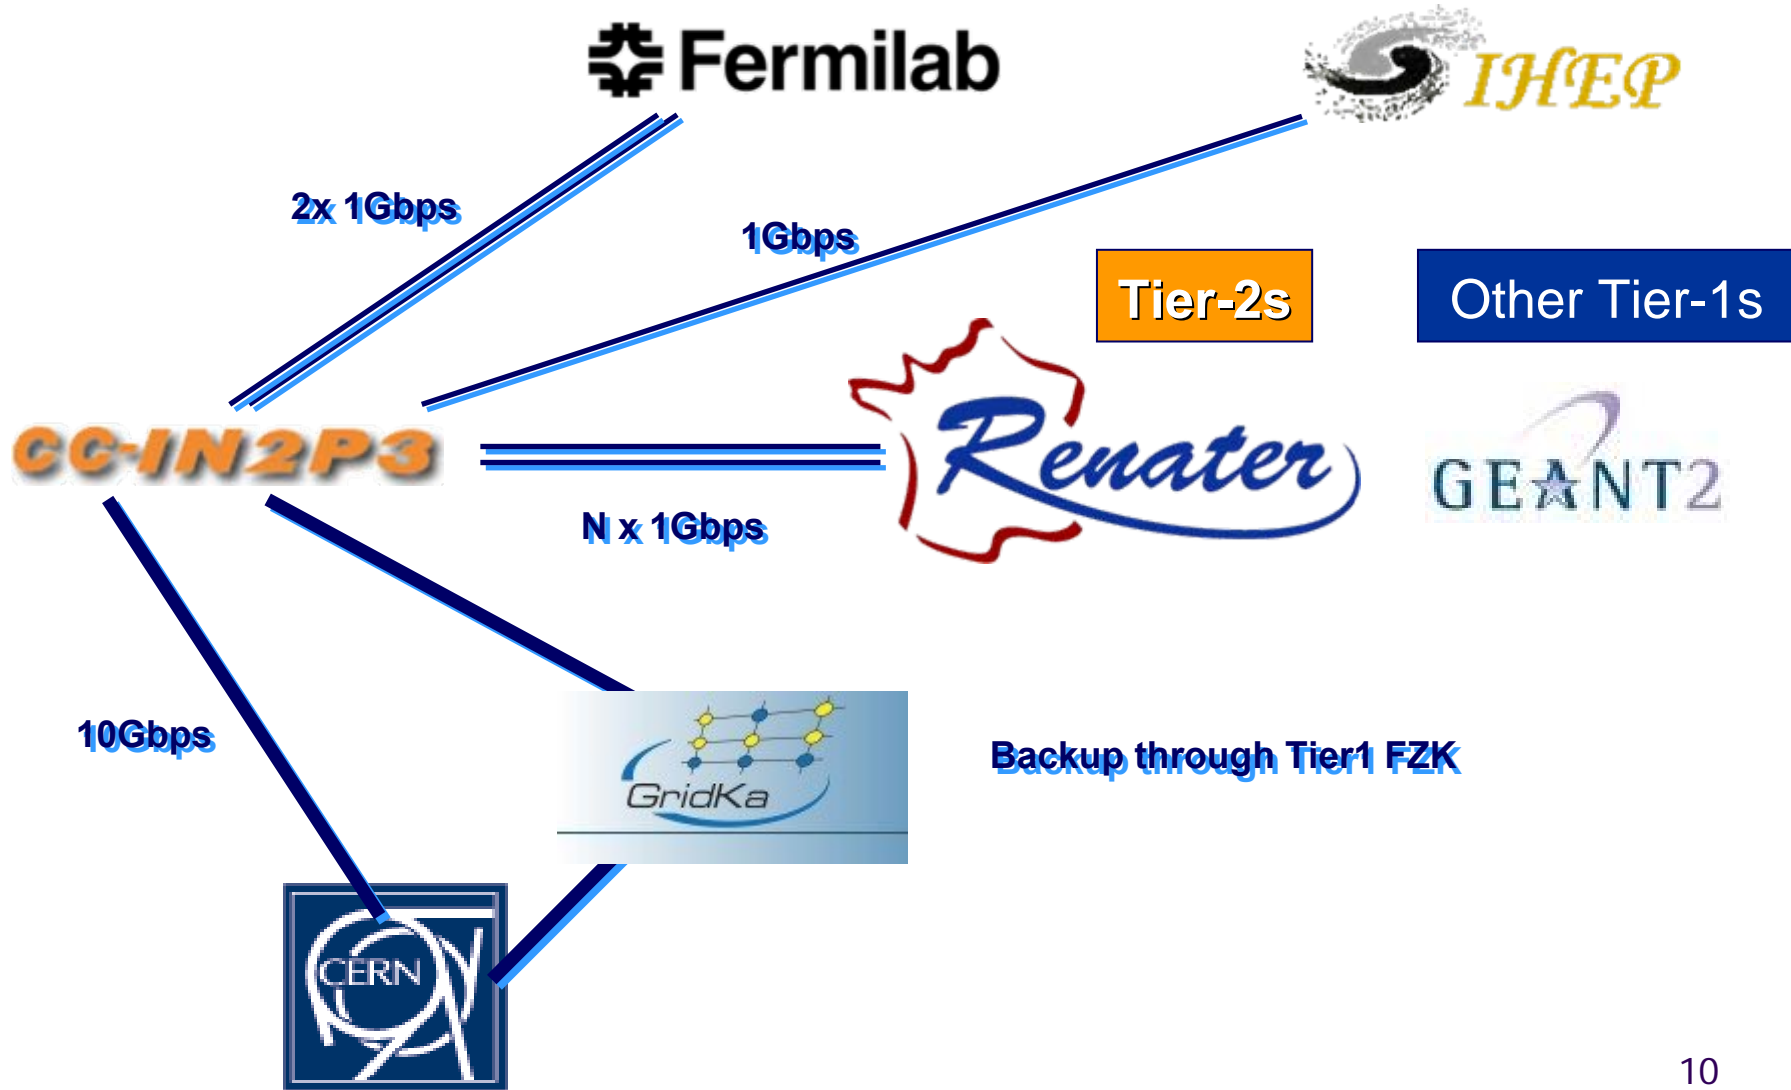 Fermilab
IHEP
2x 1Gbps
1Gbps
Tier-2s
Other Tier-1s
CC-IN2P3
Renater
GEANT2
N x 1Gbps
10Gbps
GridKa
Backup through Tier1 FZK
CERN
10